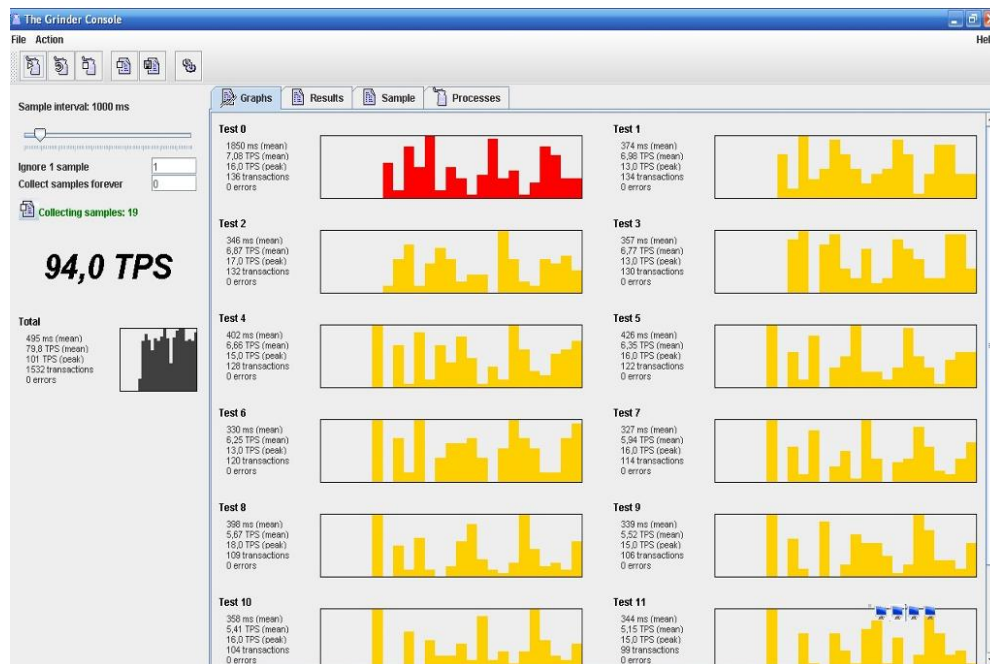 The Grinder Console
File Action
Hel
Sample interval: 1000 ms
Ignore 1 sample 1
Collect samples forever 0
Collecting samples: 19
94,0 TPS
Total
495 ms (mean)
79,8 TPS (mean)
101 TPS (peak)
1532 transactions
0 errors
Graphs Results Sample Processes
Test 0
1850 ms (mean)
7,08 TPS (mean)
16,0 TPS (peak)
136 transactions
0 errors
Test 1
374 ms (mean)
6,98 TPS (mean)
13,0 TPS (peak)
134 transactions
0 errors
Test 2
346 ms (mean)
6,87 TPS (mean)
17,0 TPS (peak)
132 transactions
0 errors
Test 3
357 ms (mean)
6,77 TPS (mean)
13,0 TPS (peak)
130 transactions
0 errors
Test 4
402 ms (mean)
6,66 TPS (mean)
15,0 TPS (peak)
128 transactions
0 errors
Test 5
426 ms (mean)
6,35 TPS (mean)
16,0 TPS (peak)
122 transactions
0 errors
Test 6
330 ms (mean)
6,25 TPS (mean)
13,0 TPS (peak)
120 transactions
0 errors
Test 7
327 ms (mean)
5,94 TPS (mean)
16,0 TPS (peak)
114 transactions
0 errors
Test 8
398 ms (mean)
5,67 TPS (mean)
18,0 TPS (peak)
109 transactions
0 errors
Test 9
339 ms (mean)
5,52 TPS (mean)
15,0 TPS (peak)
106 transactions
0 errors
Test 10
358 ms (mean)
5,41 TPS (mean)
16,0 TPS (peak)
104 transactions
0 errors
Test 11
344 ms (mean)
5,15 TPS (mean)
15,0 TPS (peak)
99 transactions
0 errors